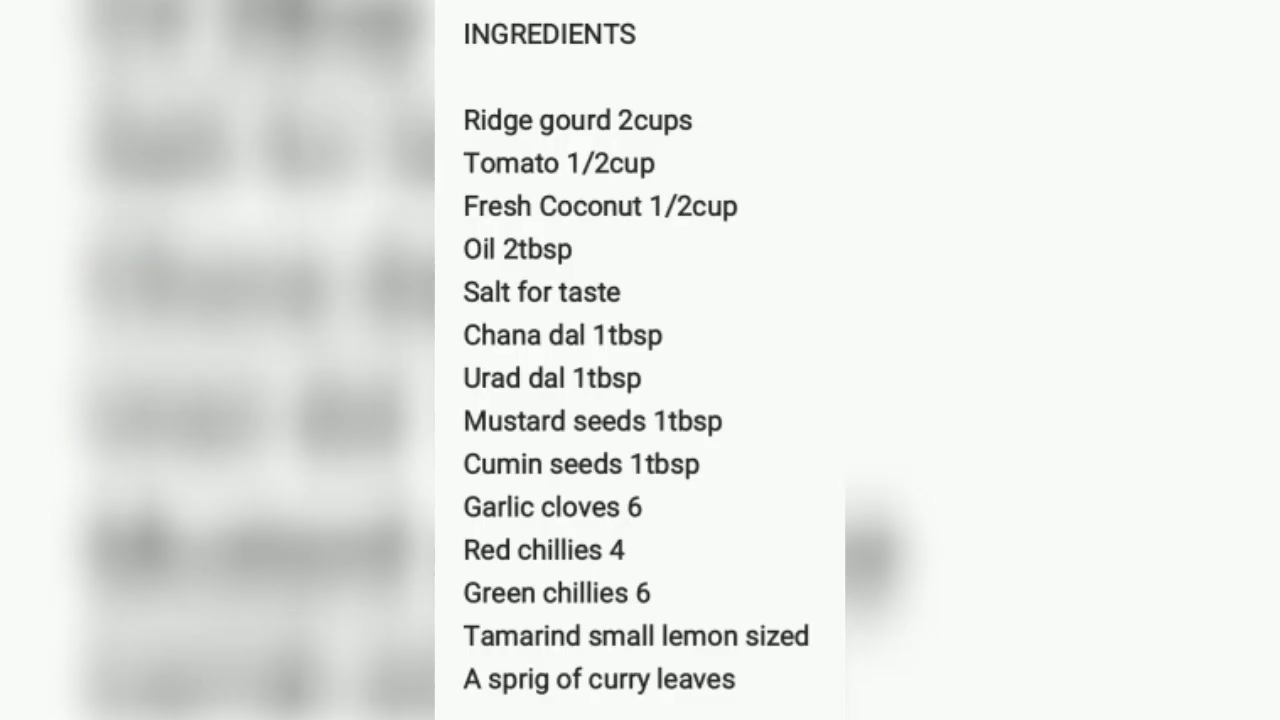 INGREDIENTS
Ridge gourd 2cups
Tomato 1/2cup
Fresh Coconut 1/2cup
Oil 2tbsp
Salt for taste
Chana dal 1tbsp
Urad dal 1tbsp
Mustard seeds 1tbsp
Cumin seeds 1tbsp
Garlic cloves 6
Red chillies 4
Green chillies 6
Tamarind small lemon sized
A sprig of curry leaves